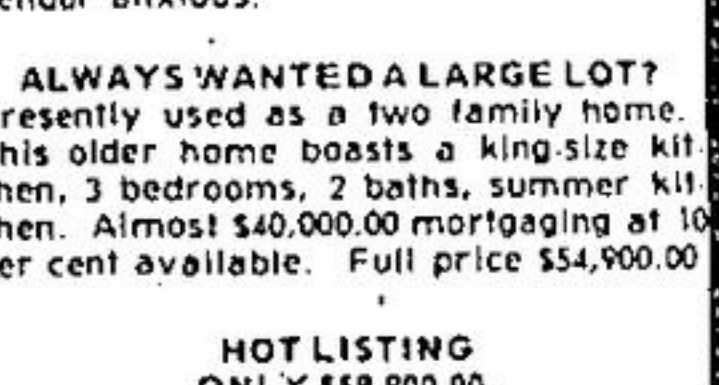 ALWAYS WANTED A LARGE LOT?
resently used as a two family home.
his older home boasts a king-size kit-
hen, 3 bedrooms, 2 baths, summer kit-
hen. Almost $40,000.00 mortgaging at 10
er cent available. Full price $54,900.00
HOT LISTING
ONLY